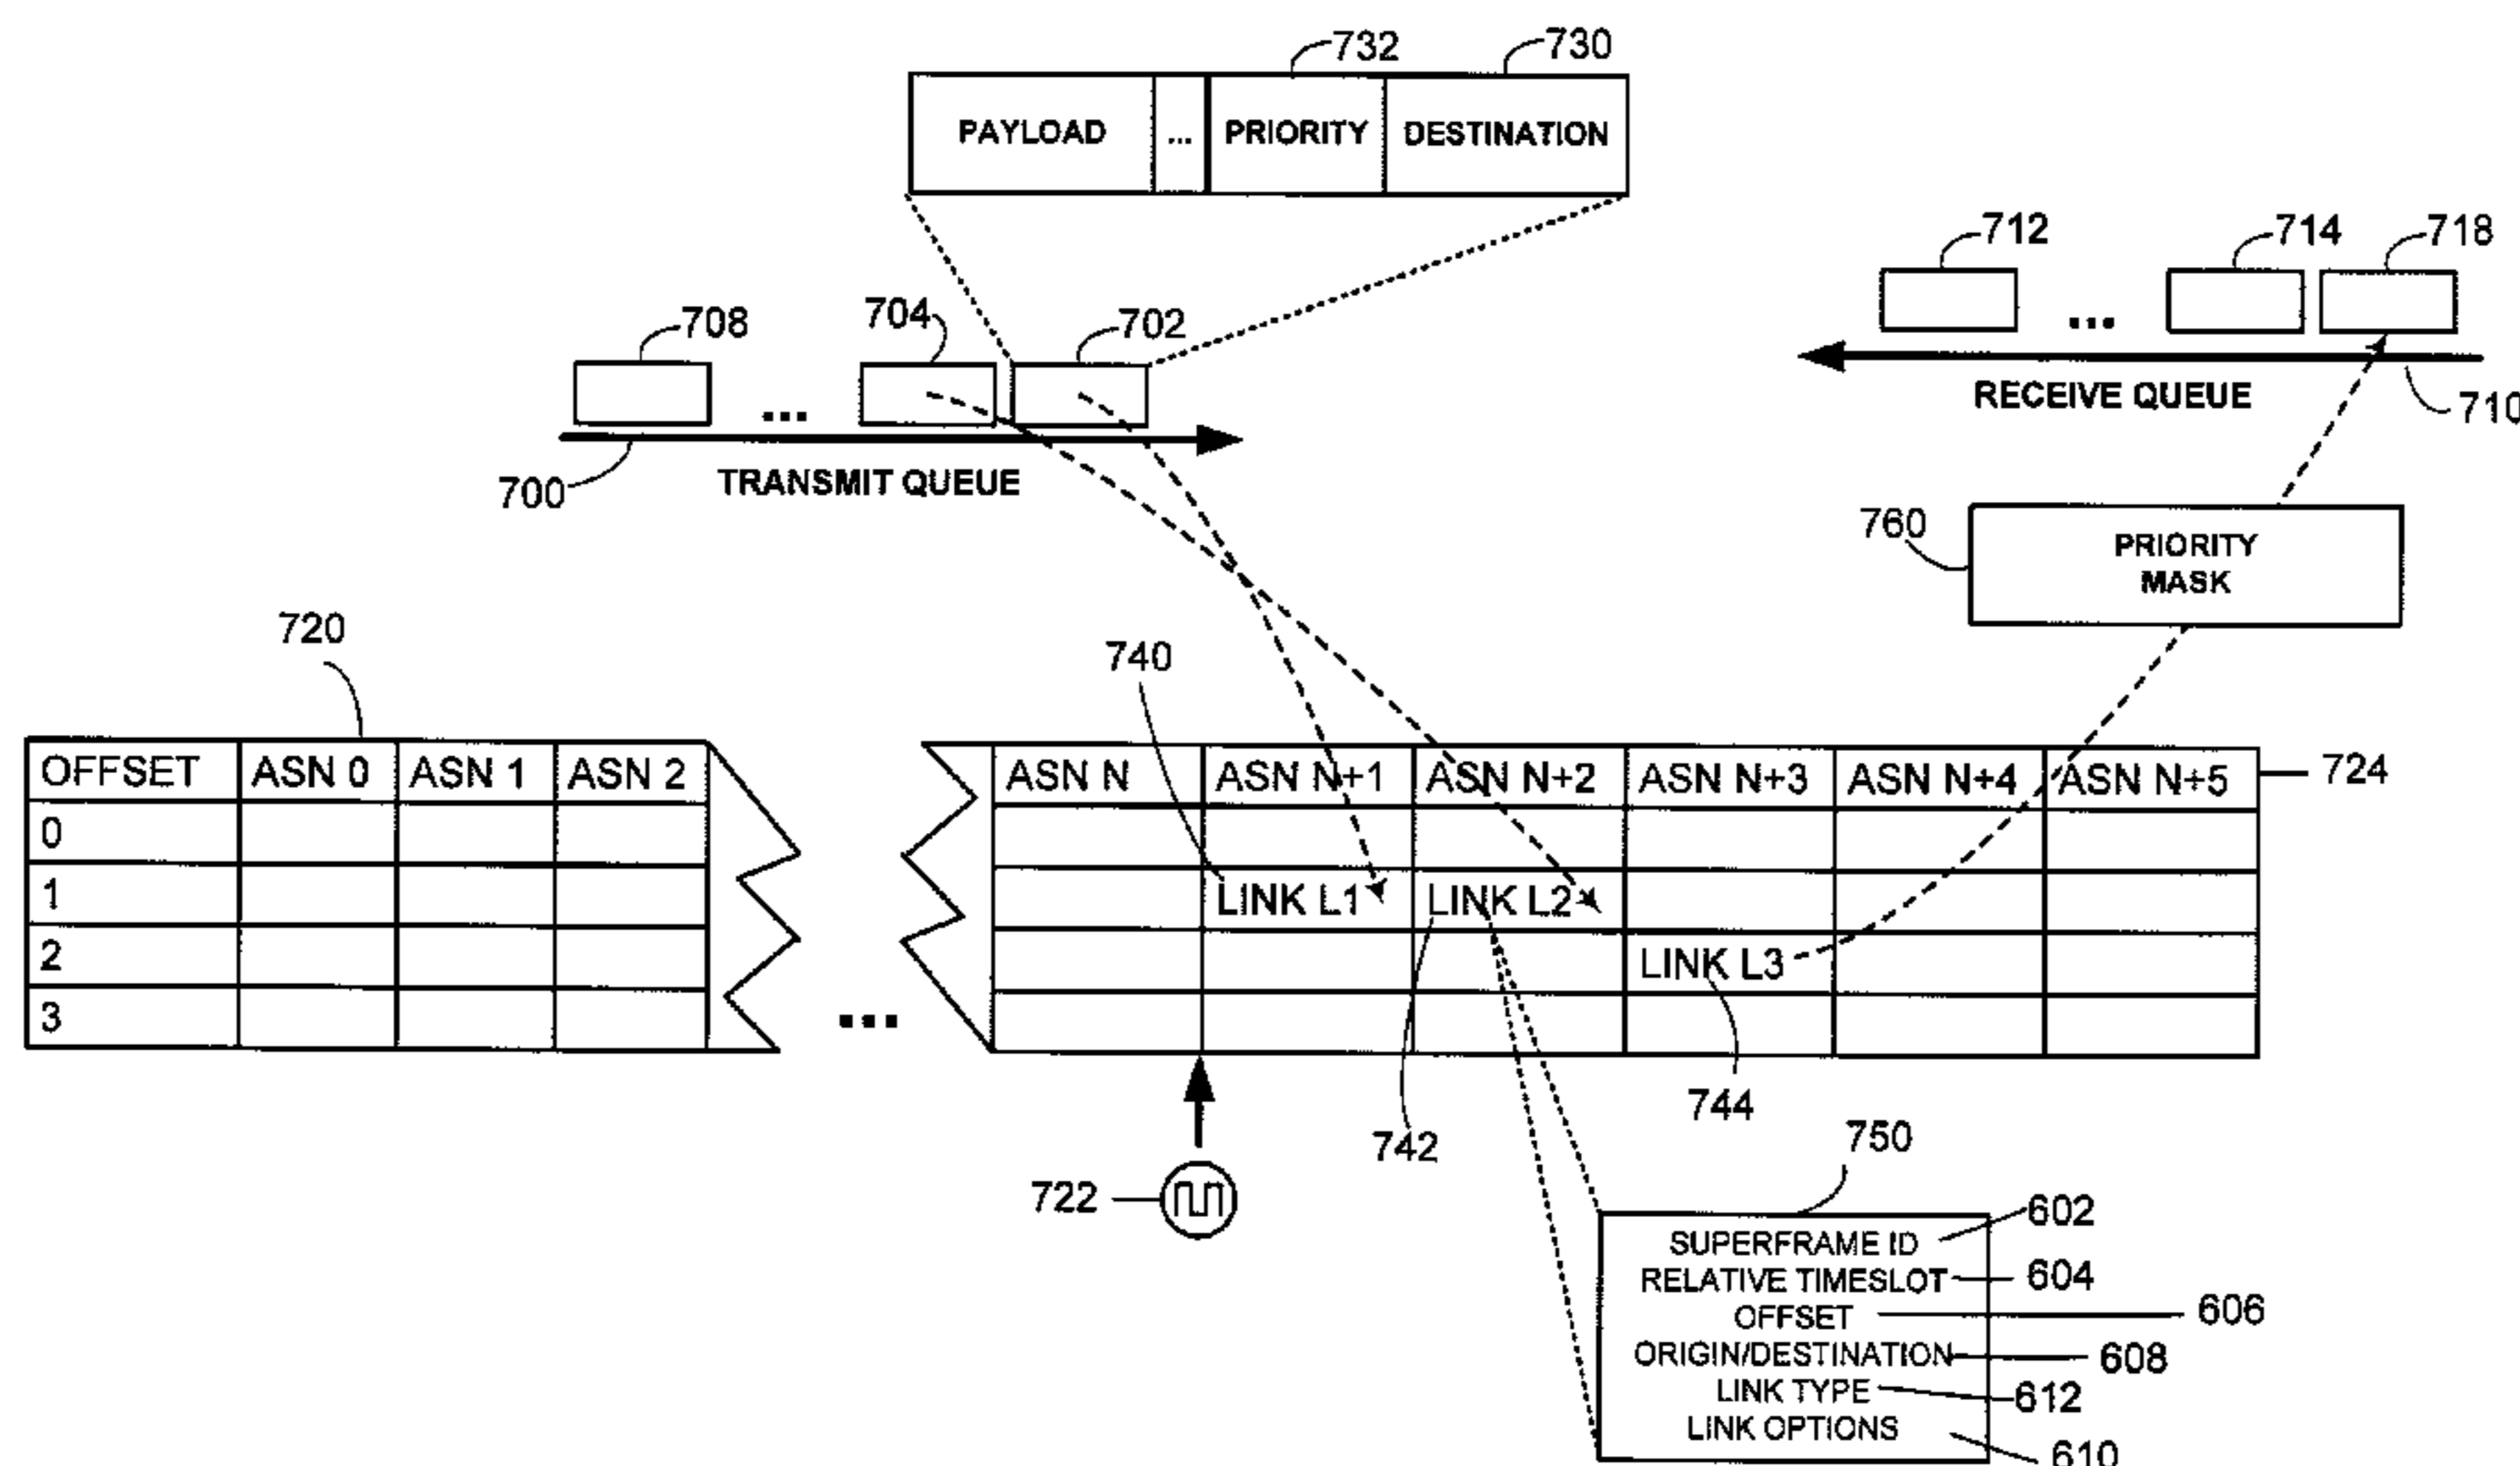 732
730
PAYLOAD ... PRIORITY DESTINATION
712
714
718
708
704
702
...
...
RECEIVE QUEUE
710
700
TRANSMIT QUEUE
760
PRIORITY
MASK
720
740
OFFSET ASN 0 ASN 1 ASN 2
ASN N ASN N+1 ASN N+2 ASN N+3 ASN N+4 ASN N+5
724
0
1
LINK L1 LINK L2
2
LINK L3
3
...
744
742
750
722
602
SUPERFRAME ID
RELATIVE TIMESLOT
604
OFFSET
606
ORIGIN/DESTINATION
608
LINK TYPE
612
LINK OPTIONS
610